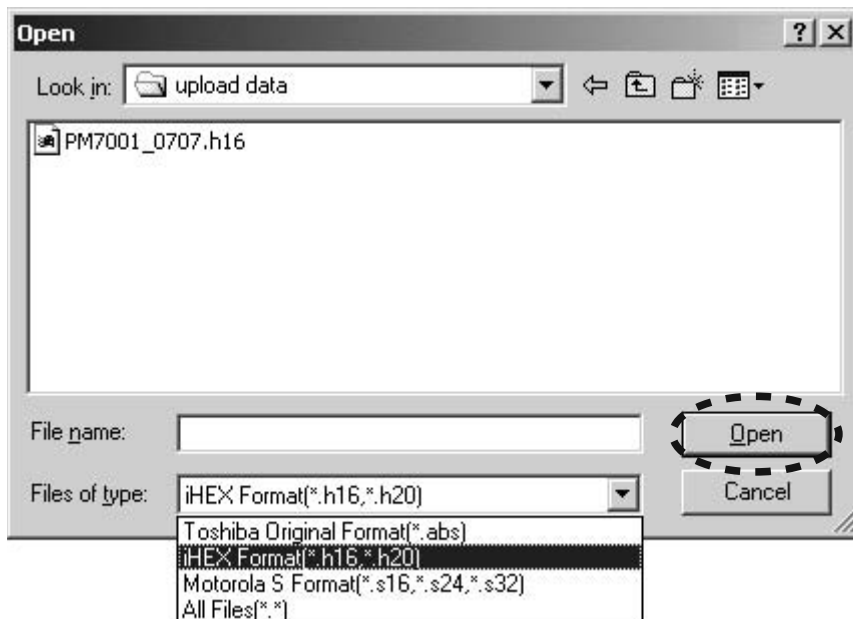 Open
Look in: upload data
PM7001_0707.h16
File name: Open
Files of type: iHEX Format(*.h16,*.h20) Cancel
Toshiba Original Format(*.abs)
iHEX Format(*.h16,*.h20)
Motorola S Format(*.s16,*.s24,*.s32)
All Files(*.*)